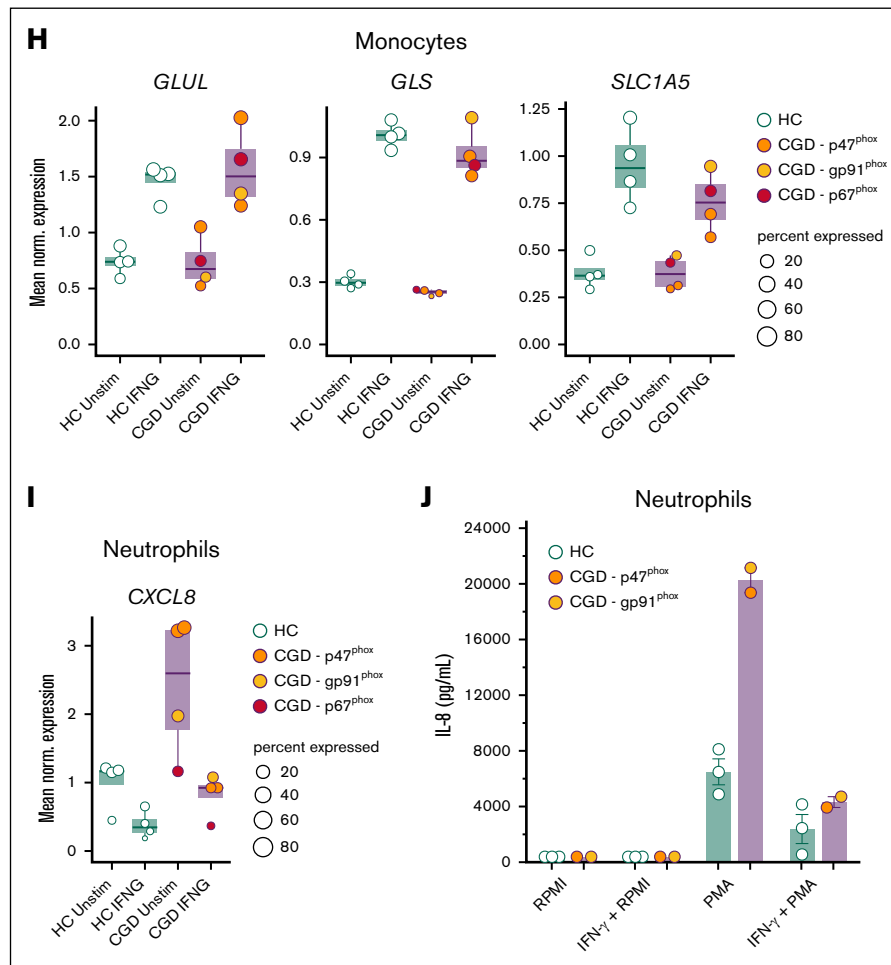 H
Monocytes
GLUL
GLS
SLC1A5
Mean norm. expression
2.0
1.5
1.0
0.5
0.0
0.9
0.6
0.3
0.0
1.25
1.00
0.75
0.50
0.25
0.00
HC Unstim
HC IFNG
CGD Unstim
CGD IFNG
HC Unstim
HC IFNG
CGD Unstim
CGD IFNG
HC Unstim
HC IFNG
CGD Unstim
CGD IFNG
HC
CGD - p47phox
CGD - gp91phox
CGD - p67phox
percent expressed
20
40
60
80
I
Neutrophils
CXCL8
Mean norm. expression
3
2
1
0
HC Unstim
HC IFNG
CGD Unstim
CGD IFNG
HC
CGD - p47phox
CGD - gp91phox
CGD - p67phox
percent expressed
20
40
60
80
J
Neutrophils
IL-8 (pg/mL)
24000
20000
16000
12000
8000
4000
0
HC
CGD - p47phox
CGD - gp91phox
RPMI
IFN-γ + RPMI
PMA
IFN-γ + PMA